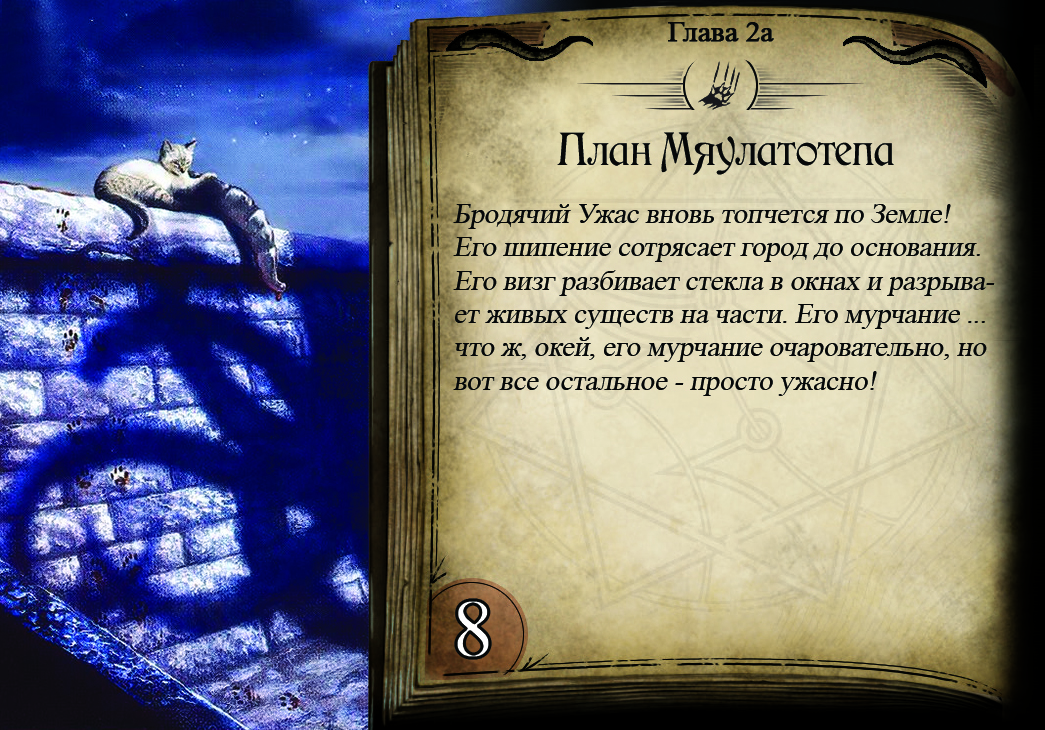 Глава 2а
План Мяулатотепа
Бродячий Ужас вновь топчется по Земле!
Его шипение сотрясает город до основания.
Его визг разбивает стекла в окнах и разрыва-
ет живых существ на части. Его мурчание ...
что ж, окей, его мурчание очаровательно, но
вот все остальное - просто ужасно!
8